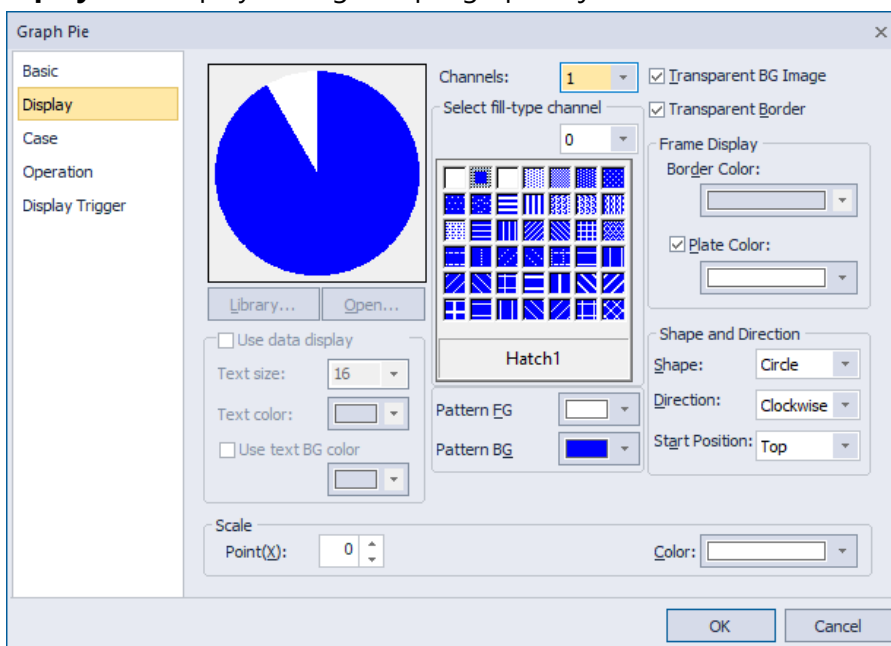 Graph Pie
Basic
Display
Case
Operation
Display Trigger
Library...
Open...
Use data display
Text size:
16
Text color:
Use text BG color
Channels:
1
Select fill-type channel
0
Hatch1
Pattern FG
Pattern BG
Transparent BG Image
Transparent Border
Frame Display
Border Color:
Plate Color:
Shape and Direction
Shape:
Circle
Direction:
Clockwise
Start Position:
Top
Scale
Point(X):
0
Color:
OK
Cancel